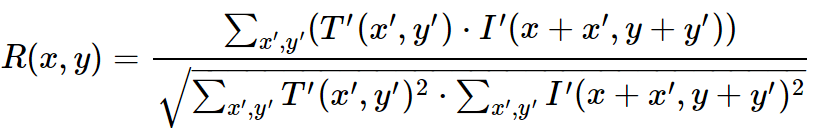 R(x, y) = \frac{\sum_{x',y'} (T'(x', y') \cdot I'(x + x', y + y'))}{\sqrt{\sum_{x',y'} T'(x', y')^2 \cdot \sum_{x',y'} I'(x + x', y + y')^2}}